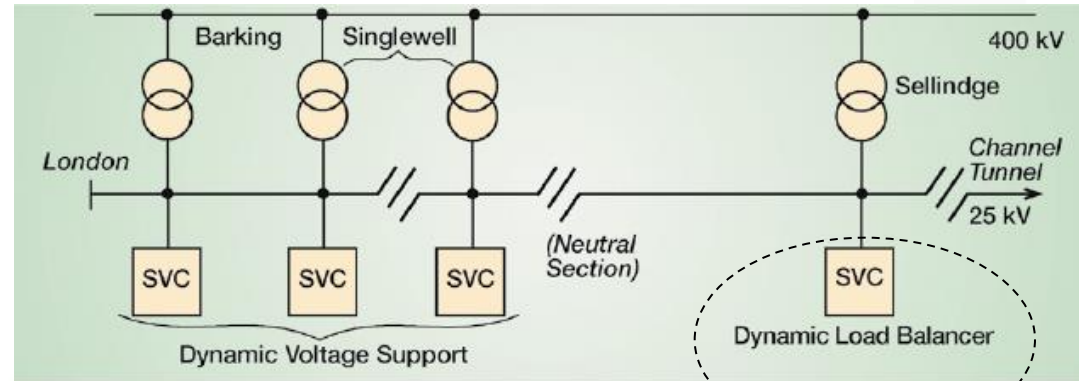 Barking
Singlewell
400 kV
Sellindge
London
Channel
Tunnel
25 kV
(Neutral
Section)
SVC
SVC
SVC
SVC
Dynamic Voltage Support
Dynamic Load Balancer